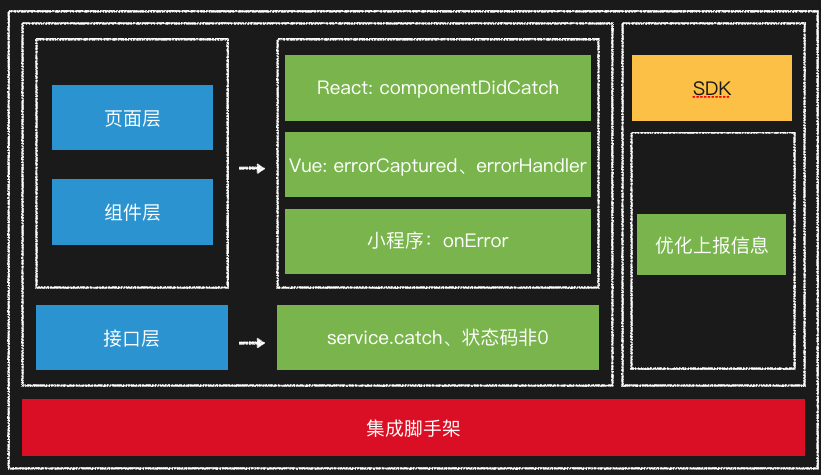 页面层
组件层
React: componentDidCatch
Vue: errorCaptured、errorHandler
小程序：onError
接口层
service.catch、状态码非0
SDK
优化上报信息
集成脚手架